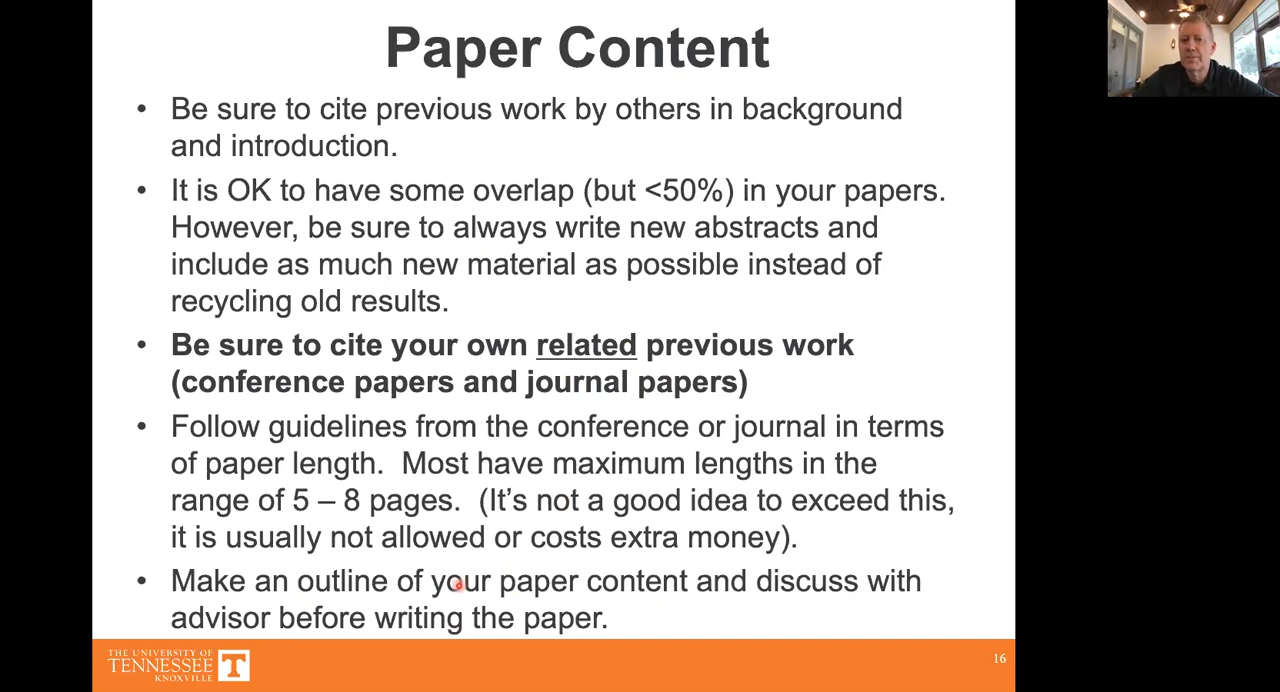 Paper Content
• Be sure to cite previous work by others in background
and introduction.
• It is OK to have some overlap (but <50%) in your papers.
However, be sure to always write new abstracts and
include as much new material as possible instead of
recycling old results.
• Be sure to cite your own related previous work
(conference papers and journal papers)
• Follow guidelines from the conference or journal in terms
of paper length.  Most have maximum lengths in the
range of 5 – 8 pages.  (It’s not a good idea to exceed this,
it is usually not allowed or costs extra money).
• Make an outline of your paper content and discuss with
advisor before writing the paper.
THE UNIVERSITY OF
TENNESSEE
KNOXVILLE
T
16